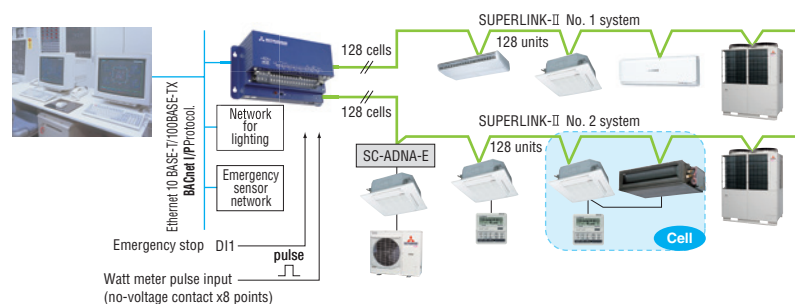 SUPERLINK-II No. 1 system
128 cells
128 units
128 cells
SUPERLINK-II No. 2 system
128 units
Ethernet 10 BASE-T/100BASE-TX
BACnet I/PProtocol.
Network
for
lighting
Emergency
sensor
network
SC-ADNA-E
Cell
Emergency stop DI1
pulse
Watt meter pulse input
(no-voltage contact x8 points)